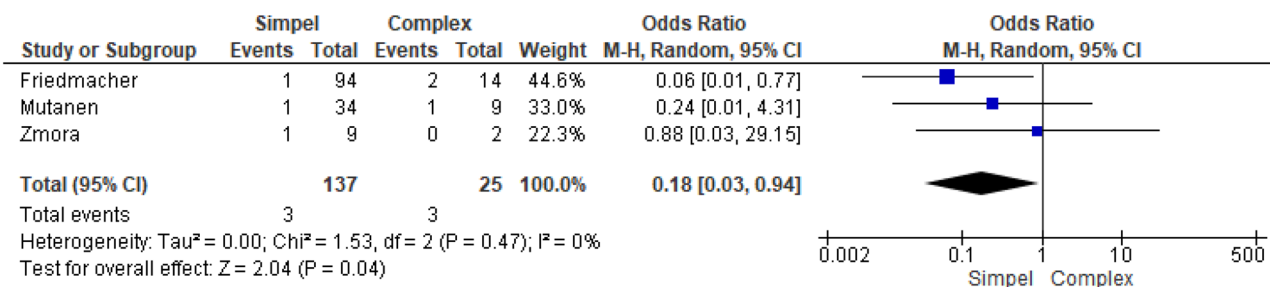 Simpel Complex Odds Ratio Odds Ratio
Study or Subgroup Events Total Events Total Weight M-H, Random, 95% CI M-H, Random, 95% CI
Friedmacher 1 94 2 14 44.6% 0.06 [0.01, 0.77]
Mutanen 1 34 1 9 33.0% 0.24 [0.01, 4.31]
Zmora 1 9 0 2 22.3% 0.88 [0.03, 29.15]
Total (95% CI) 137 25 100.0% 0.18 [0.03, 0.94]
Total events 3 3
Heterogeneity: Tau² = 0.00; Chi² = 1.53, df = 2 (P = 0.47); I² = 0%
Test for overall effect: Z = 2.04 (P = 0.04)
0.002 0.1 1 10 500
Simpel Complex